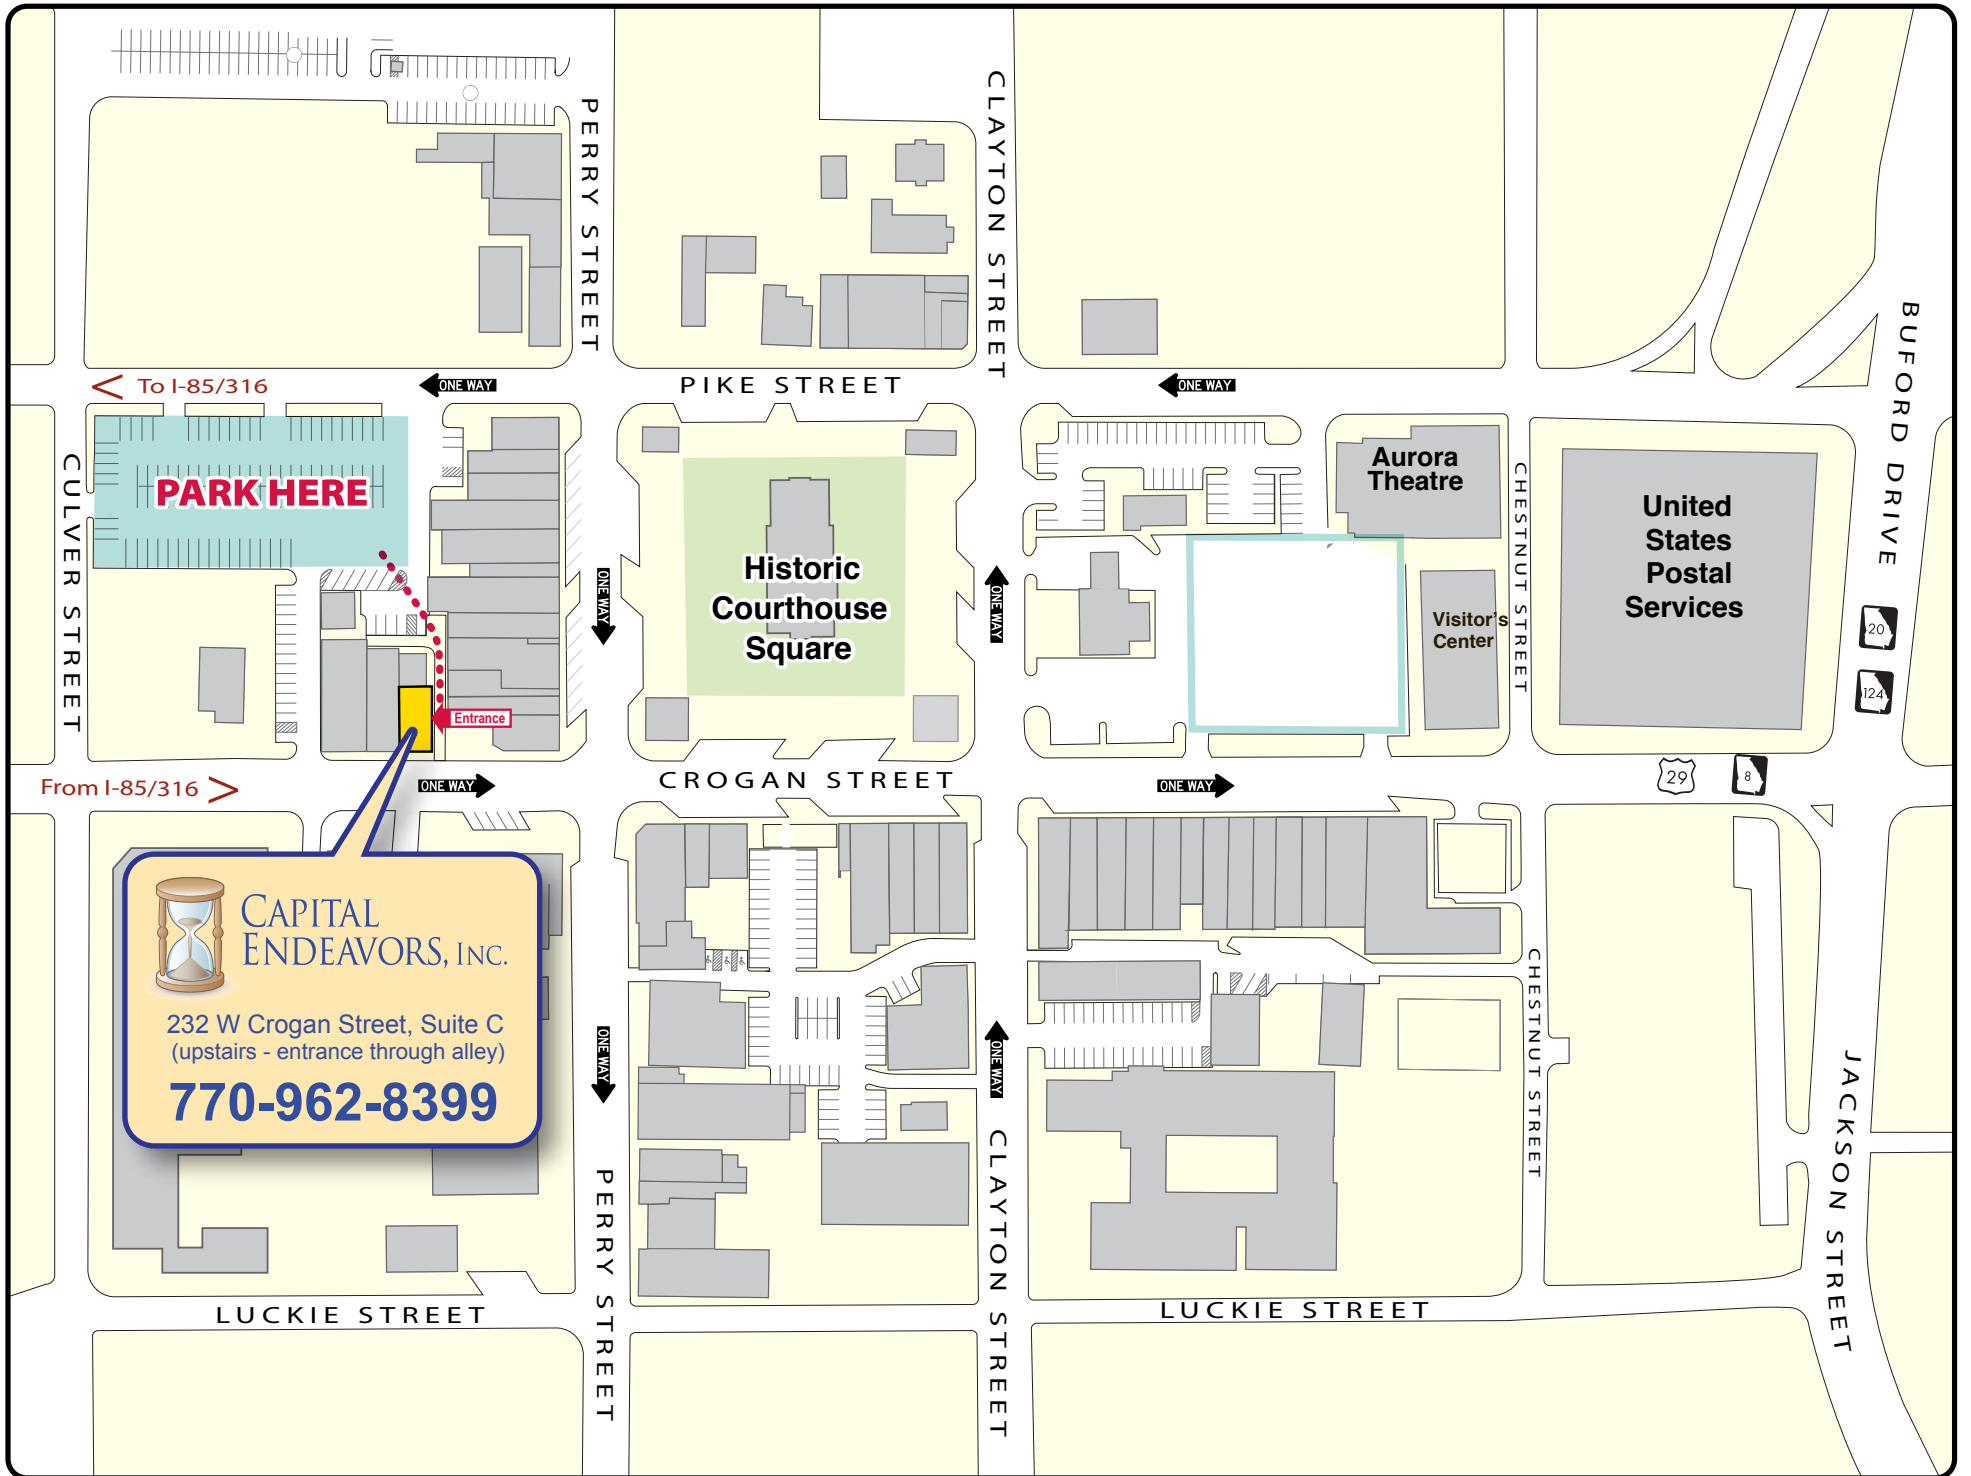 PERRY STREET
CLAYTON STREET
BUFORD DRIVE
< To I-85/316
ONE WAY
PIKE STREET
ONE WAY
CULVER STREET
PARK HERE
Aurora
Theatre
CHESTNUT STREET
United
States
Postal
Services
Historic
Courthouse
Square
ONE WAY
ONE WAY
Visitor's
Center
20
124
Entrance
From I-85/316 >
ONE WAY
CROGAN STREET
ONE WAY
29
8
CAPITAL
ENDEAVORS, INC.
232 W Crogan Street, Suite C
(upstairs - entrance through alley)
770-962-8399
ONE WAY
ONE WAY
CHESTNUT STREET
JACKSON STREET
PERRY STREET
CLAYTON STREET
LUCKIE STREET
LUCKIE STREET